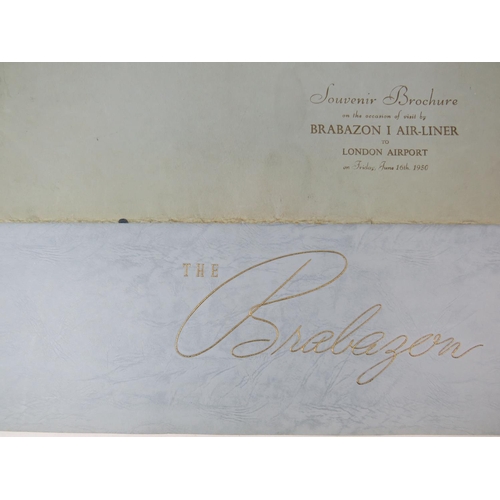 Souvenir Brochure
on the occasion of visit by
BRABAZON I AIR-LINER
TO
LONDON AIRPORT
on Friday, June 16th, 1950
THE
Brabazon